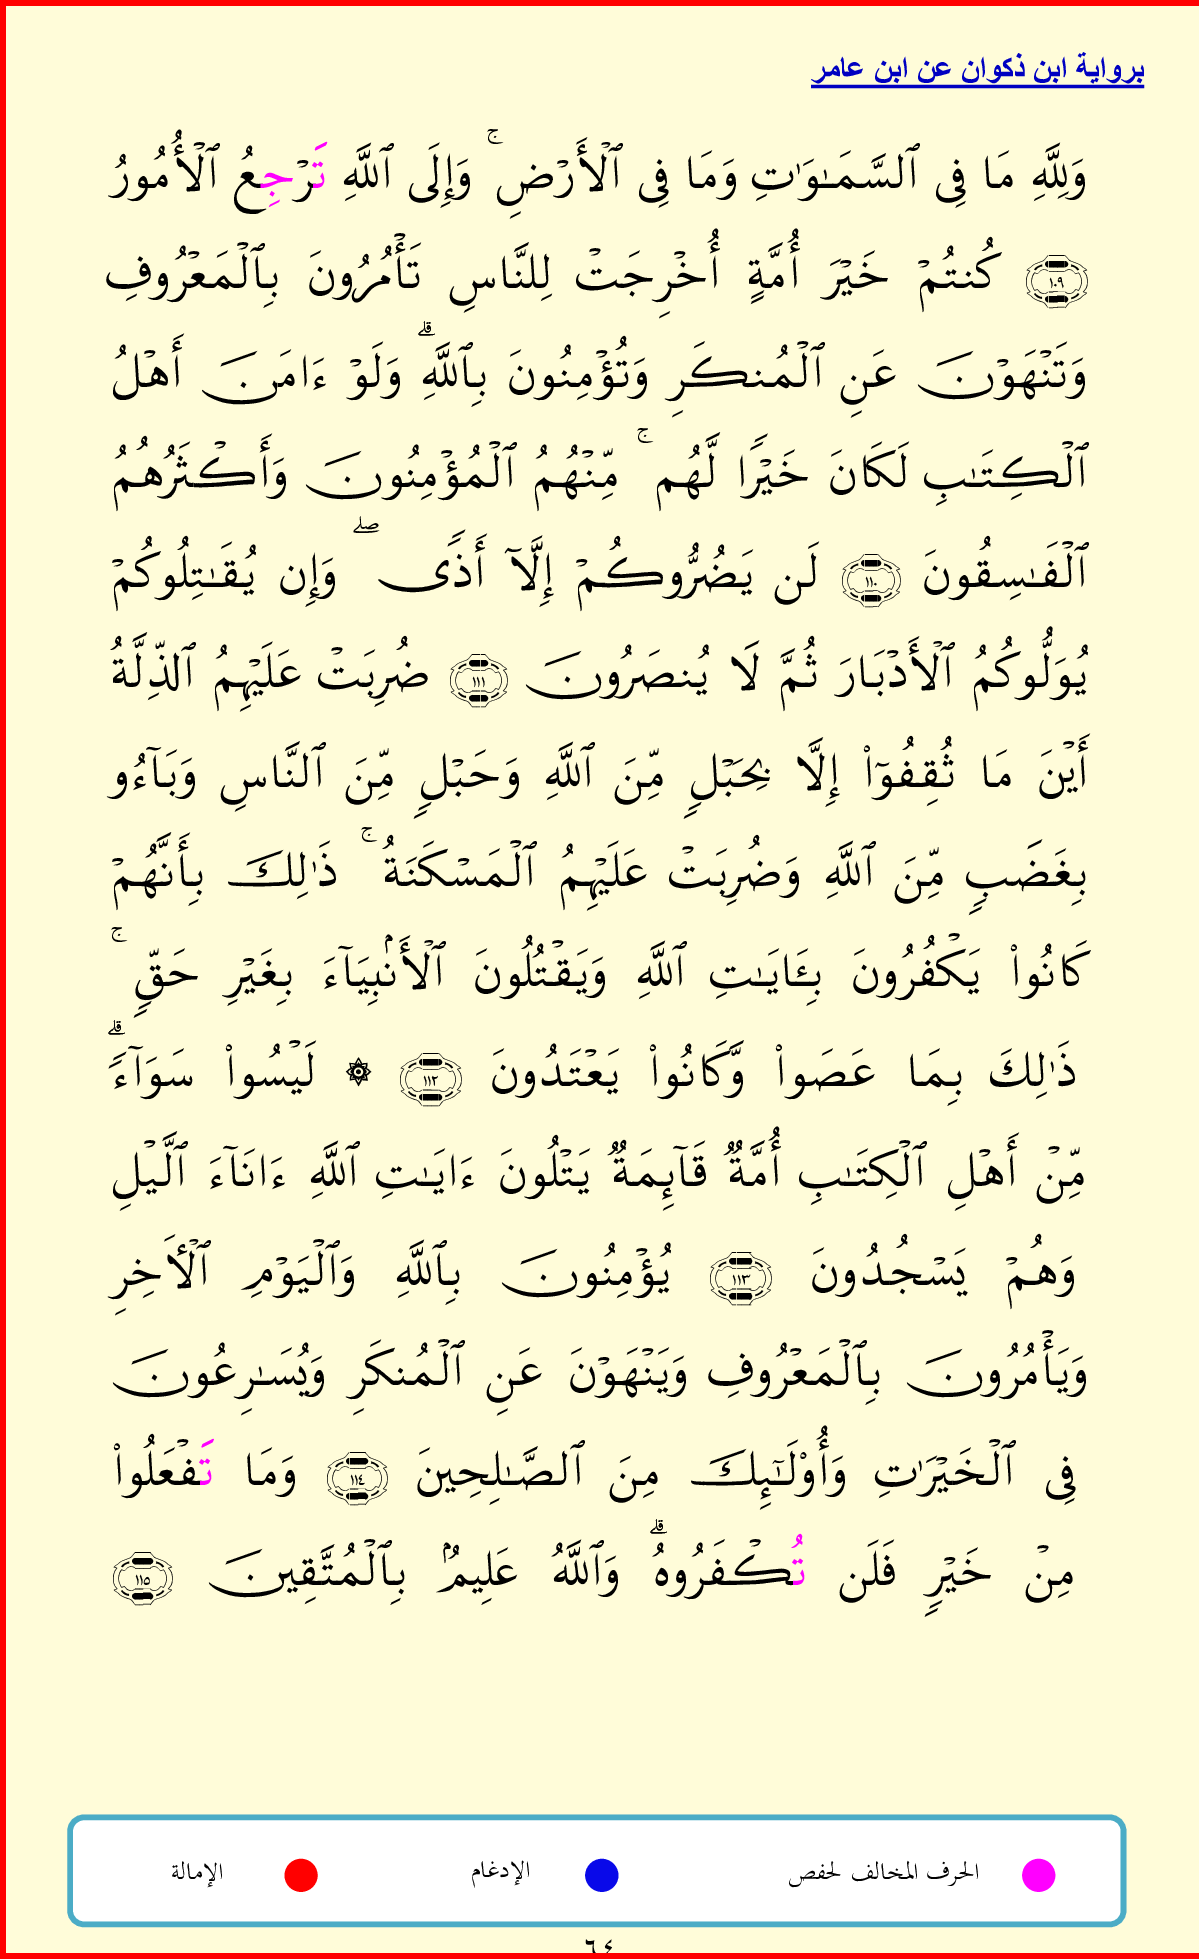 برواية ابن ذكوان عن ابن عامر
وَلِلَّهِ مَا فِي ٱلسَّمَٰوَٰتِ وَمَا فِي ٱلۡأَرۡضِۚ وَإِلَى ٱللَّهِ تَرۡجِعُ ٱلۡأُمُورُ
١٠٩ كُنتُمۡ خَيۡرَ أُمَّةٍ أُخۡرِجَتۡ لِلنَّاسِ تَأۡمُرُونَ بِٱلۡمَعۡرُوفِ
وَتَنۡهَوۡنَ عَنِ ٱلۡمُنكَرِ وَتُؤۡمِنُونَ بِٱللَّهِۗ وَلَوۡ ءَامَنَ أَهۡلُ
ٱلۡكِتَٰبِ لَكَانَ خَيۡرٗا لَّهُمۚ مِّنۡهُمُ ٱلۡمُؤۡمِنُونَ وَأَكۡثَرُهُمُ
ٱلۡفَٰسِقُونَ ١١٠ لَن يَضُرُّوكُمۡ إِلَّآ أَذٗىۖ وَإِن يُقَٰتِلُوكُمۡ
يُوَلُّوكُمُ ٱلۡأَدۡبَارَ ثُمَّ لَا يُنصَرُونَ ١١١ ضُرِبَتۡ عَلَيۡهِمُ ٱلذِّلَّةُ
أَيۡنَ مَا ثُقِفُوٓاْ إِلَّا بِحَبۡلٖ مِّنَ ٱللَّهِ وَحَبۡلٖ مِّنَ ٱلنَّاسِ وَبَآءُو
بِغَضَبٖ مِّنَ ٱللَّهِ وَضُرِبَتۡ عَلَيۡهِمُ ٱلۡمَسۡكَنَةُۚ ذَٰلِكَ بِأَنَّهُمۡ
كَانُواْ يَكۡفُرُونَ بِـَٔايَٰتِ ٱللَّهِ وَيَقۡتُلُونَ ٱلۡأَنۢبِيَآءَ بِغَيۡرِ حَقّٖۚ
ذَٰلِكَ بِمَا عَصَواْ وَّكَانُواْ يَعۡتَدُونَ ١١٢ ۞ لَيۡسُواْ سَوَآءٗۗ
مِّنۡ أَهۡلِ ٱلۡكِتَٰبِ أُمَّةٞ قَآئِمَةٞ يَتۡلُونَ ءَايَٰتِ ٱللَّهِ ءَانَآءَ ٱلَّيۡلِ
وَهُمۡ يَسۡجُدُونَ ١١٣ يُؤۡمِنُونَ بِٱللَّهِ وَٱلۡيَوۡمِ ٱلۡأٓخِرِ
وَيَأۡمُرُونَ بِٱلۡمَعۡرُوفِ وَيَنۡهَوۡنَ عَنِ ٱلۡمُنكَرِ وَيُسَٰرِعُونَ
فِي ٱلۡخَيۡرَٰتِ وَأُوْلَٰٓئِكَ مِنَ ٱلصَّٰلِحِينَ ١١٤ وَمَا تَفۡعَلُواْ
مِنۡ خَيۡرٖ فَلَن تُكۡفَرُوهُۗ وَٱللَّهُ عَلِيمُۢ بِٱلۡمُتَّقِينَ ١١٥
الحرف المخالف لحفص الإدغام الإمالة
٦٤